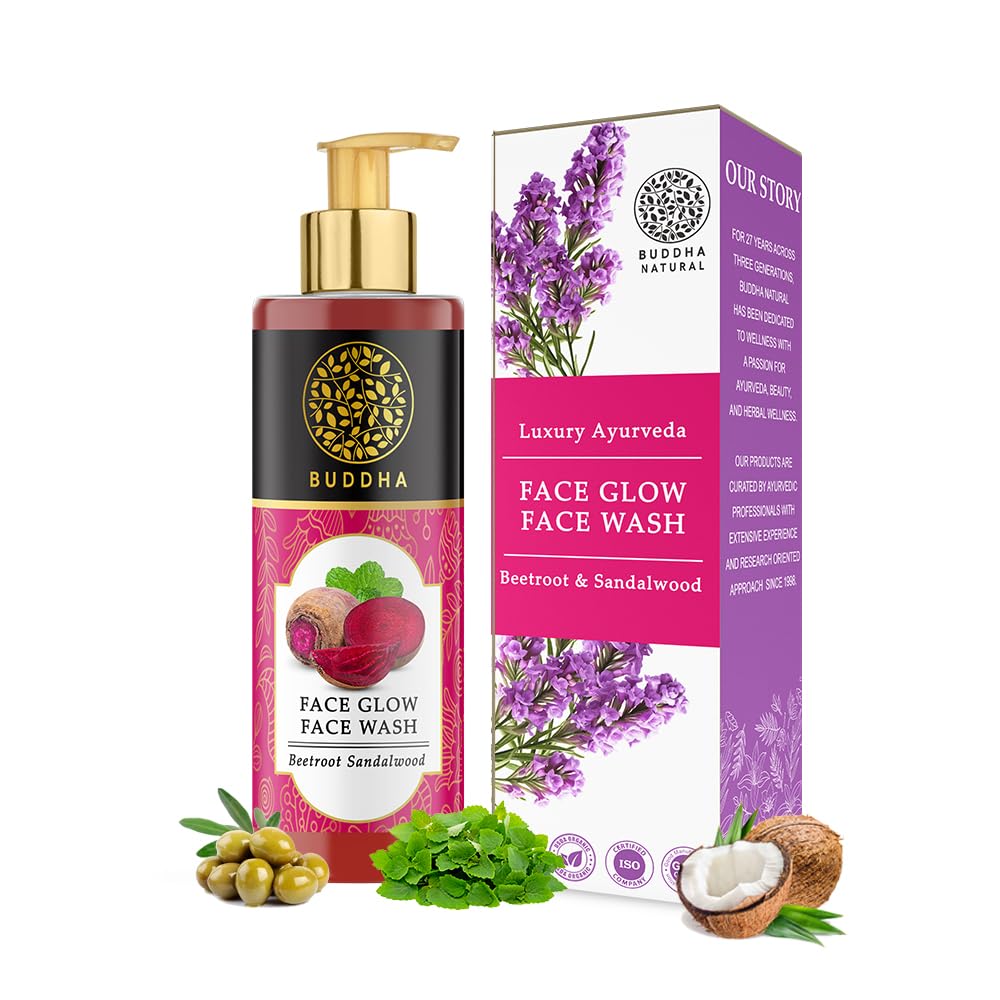 BUDDHA
FACE GLOW
FACE WASH
Beetroot Sandalwood
BUDDHA
NATURAL
Luxury Ayurveda
FACE GLOW
FACE WASH
Beetroot & Sandalwood
CERTIFIED
ISO
COMPANY
OUR STORY
FOR 27 YEARS ACROSS
THREE GENERATIONS,
BUDDHA NATURAL
HAS BEEN DEDICATED
TO WELLNESS WITH
A PASSION FOR
AYURVEDA, BEAUTY,
AND HERBAL WELLNESS.
OUR PRODUCTS ARE
CURATED BY AYURVEDIC
PROFESSIONALS WITH
EXTENSIVE EXPERIENCE
AND RESEARCH ORIENTED
APPROACH SINCE 1998.